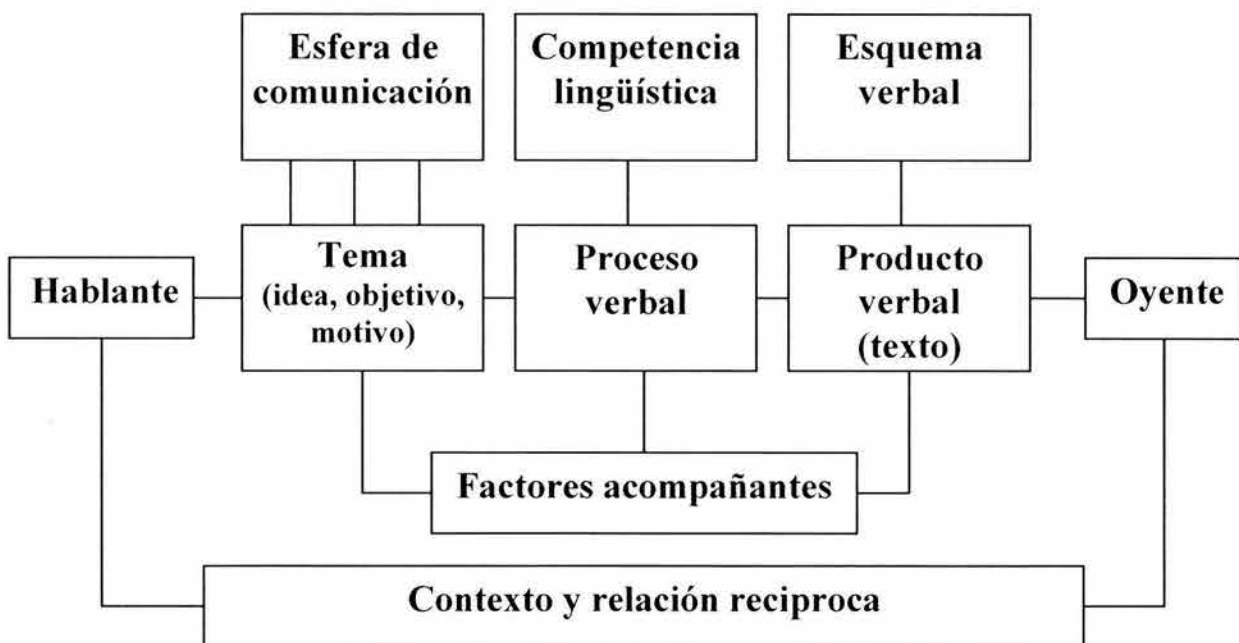 Esfera de
comunicación
Competencia
lingüística
Esquema
verbal
Hablante
Tema
(idea, objetivo,
motivo)
Proceso
verbal
Producto
verbal
(texto)
Oyente
Factores acompañantes
Contexto y relación reciproca